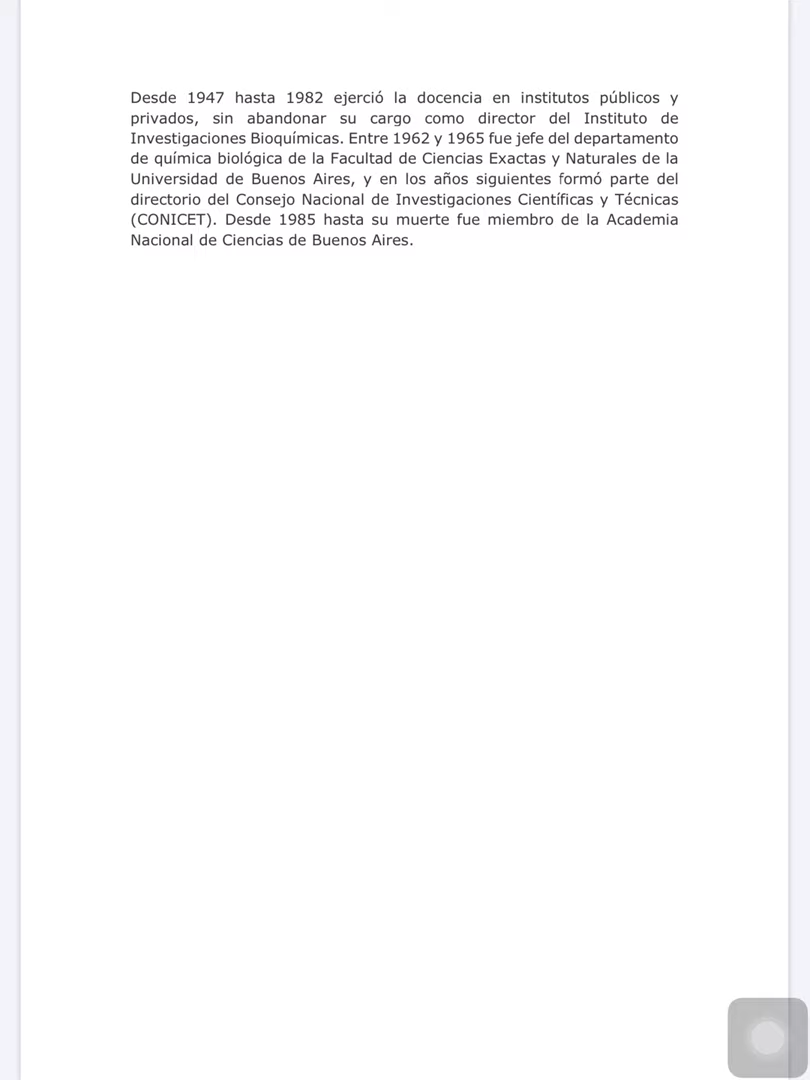 Desde 1947 hasta 1982 ejerció la docencia en institutos públicos y
privados, sin abandonar su cargo como director del Instituto de
Investigaciones Bioquímicas. Entre 1962 y 1965 fue jefe del departamento
de química biológica de la Facultad de Ciencias Exactas y Naturales de la
Universidad de Buenos Aires, y en los años siguientes formó parte del
directorio del Consejo Nacional de Investigaciones Científicas y Técnicas
(CONICET). Desde 1985 hasta su muerte fue miembro de la Academia
Nacional de Ciencias de Buenos Aires.